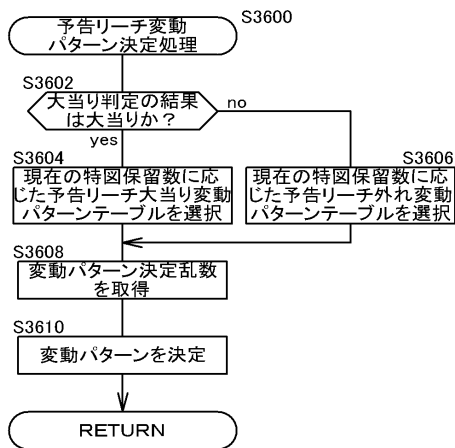 S3600
予告リーチ変動
パターン決定処理
S3602
大当り判定の結果
は大当りか？
no
yes
S3604
現在の特図保留数に応
じた予告リーチ大当り変動
パターンテーブルを選択
S3606
現在の特図保留数に応
じた予告リーチ外れ変動
パターンテーブルを選択
S3608
変動パターン決定乱数
を取得
S3610
変動パターンを決定
RETURN